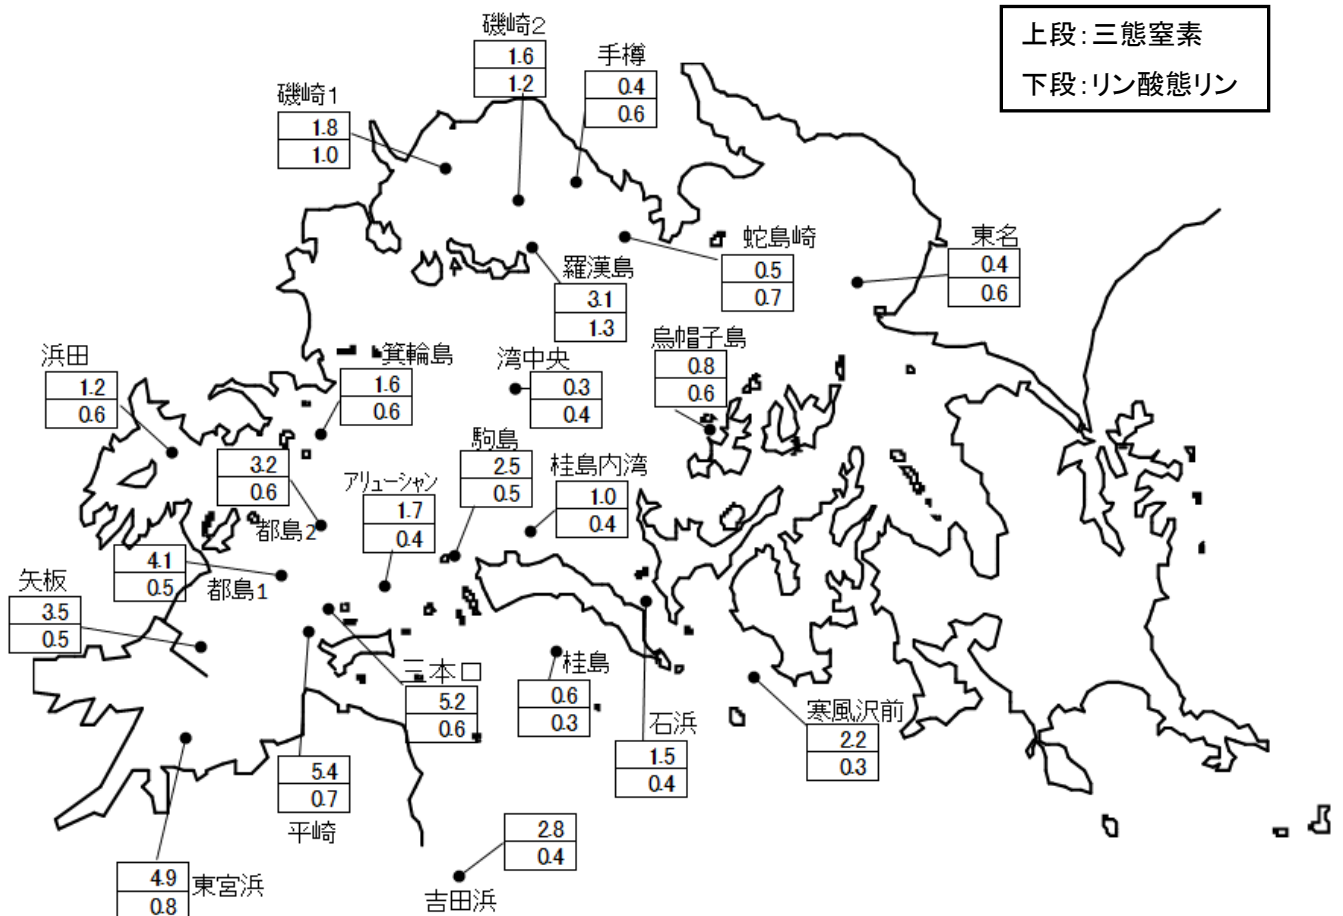 上段：三態窒素
下段：リン酸態リン
磯崎2
1.6
1.2
手樽
0.4
0.6
磯崎1
1.8
1.0
蛇島崎
0.5
0.7
東名
0.4
0.6
羅漢島
3.1
1.3
烏帽子島
0.8
0.6
浜田
1.2
0.6
箕輪島
1.6
0.6
湾中央
0.3
0.4
駒島
2.5
0.5
桂島内湾
1.0
0.4
3.2
0.6
都島2
アリューシャン
1.7
0.4
4.1
0.5
都島1
矢板
3.5
0.5
三本口
5.2
0.6
桂島
0.6
0.3
石浜
1.5
0.4
寒風沢前
2.2
0.3
5.4
0.7
平崎
2.8
0.4
吉田浜
4.9
0.8
東宮浜